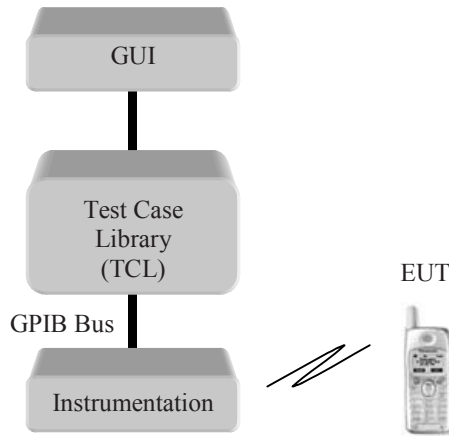 GUI
Test Case
Library
(TCL)
EUT
GPIB Bus
Instrumentation